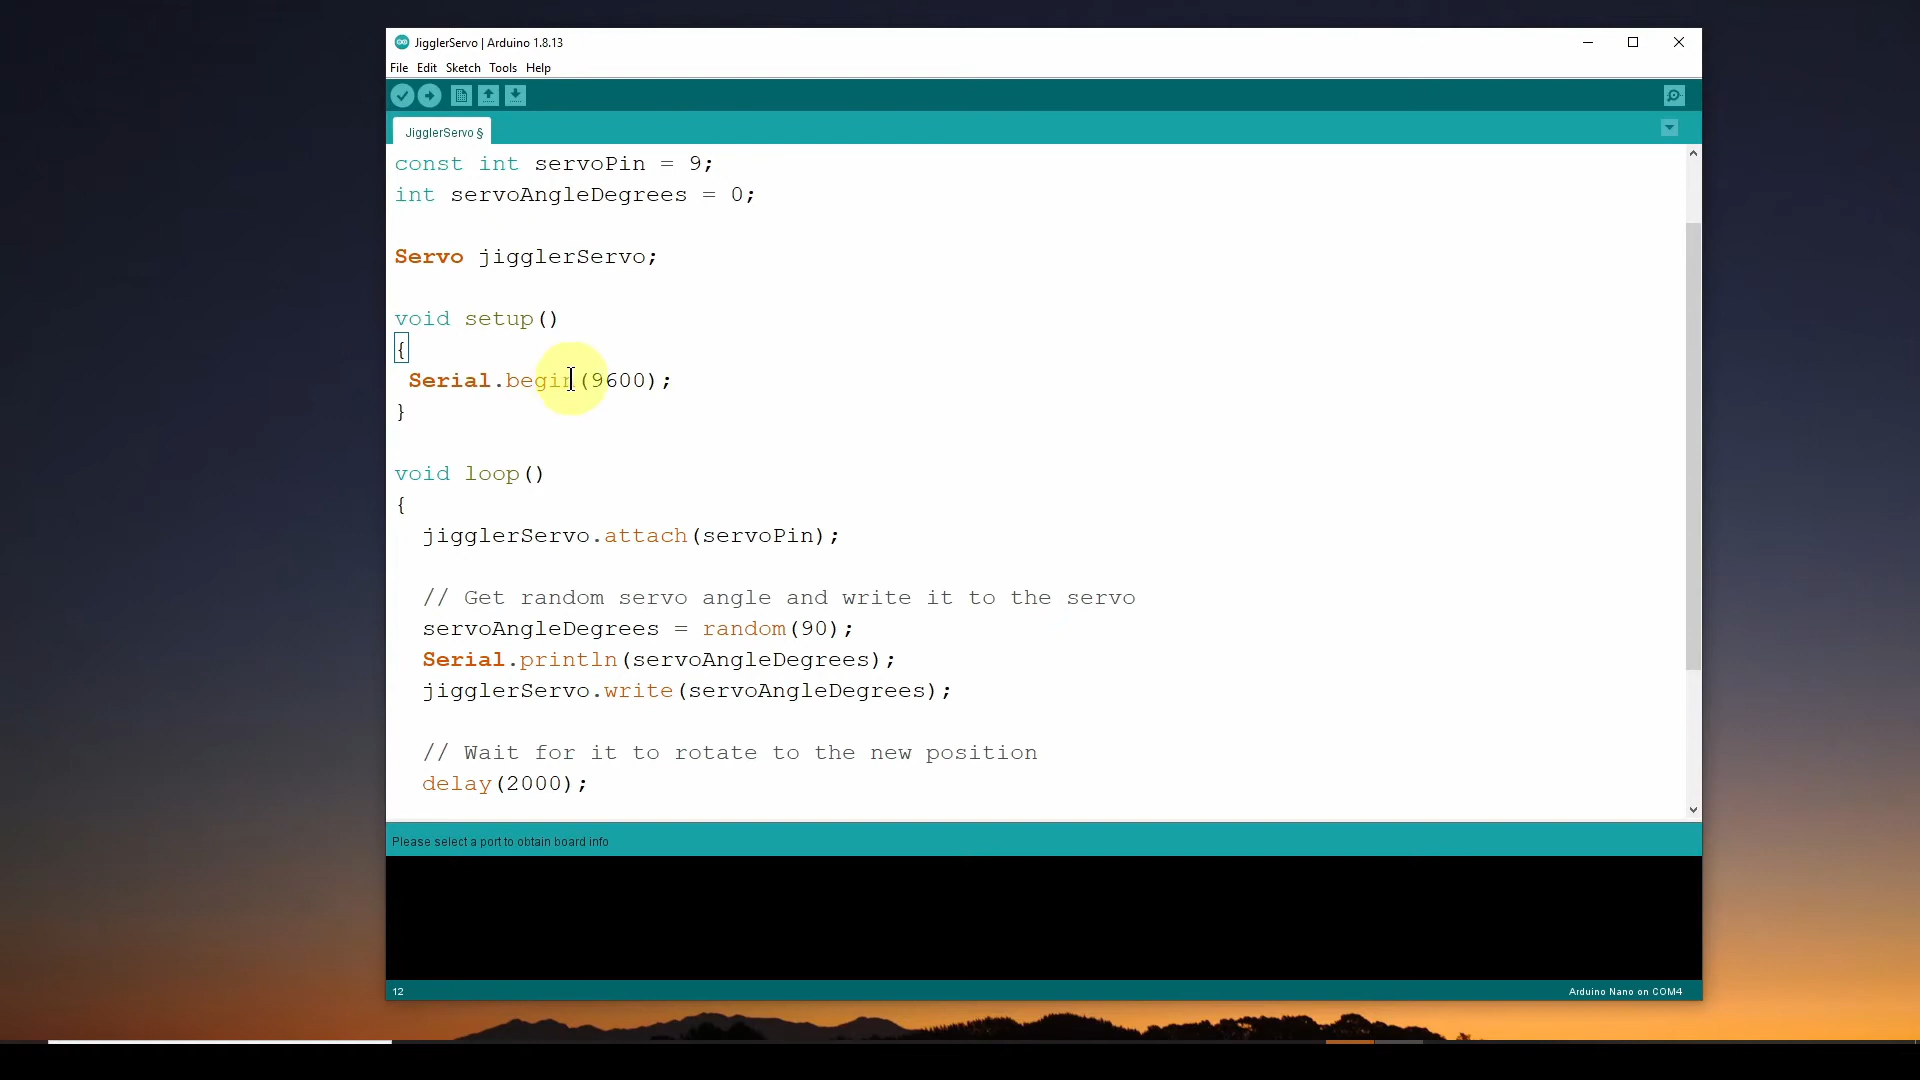 JigglerServo | Arduino 1.8.13
File Edit Sketch Tools Help
JigglerServo §
const int servoPin = 9;
int servoAngleDegrees = 0;
Servo jigglerServo;
void setup()
{
Serial.begin(9600);
}
void loop()
{
jigglerServo.attach(servoPin);
// Get random servo angle and write it to the servo
servoAngleDegrees = random(90);
Serial.println(servoAngleDegrees);
jigglerServo.write(servoAngleDegrees);
// Wait for it to rotate to the new position
delay(2000);
Please select a port to obtain board info
12
Arduino Nano on COM4